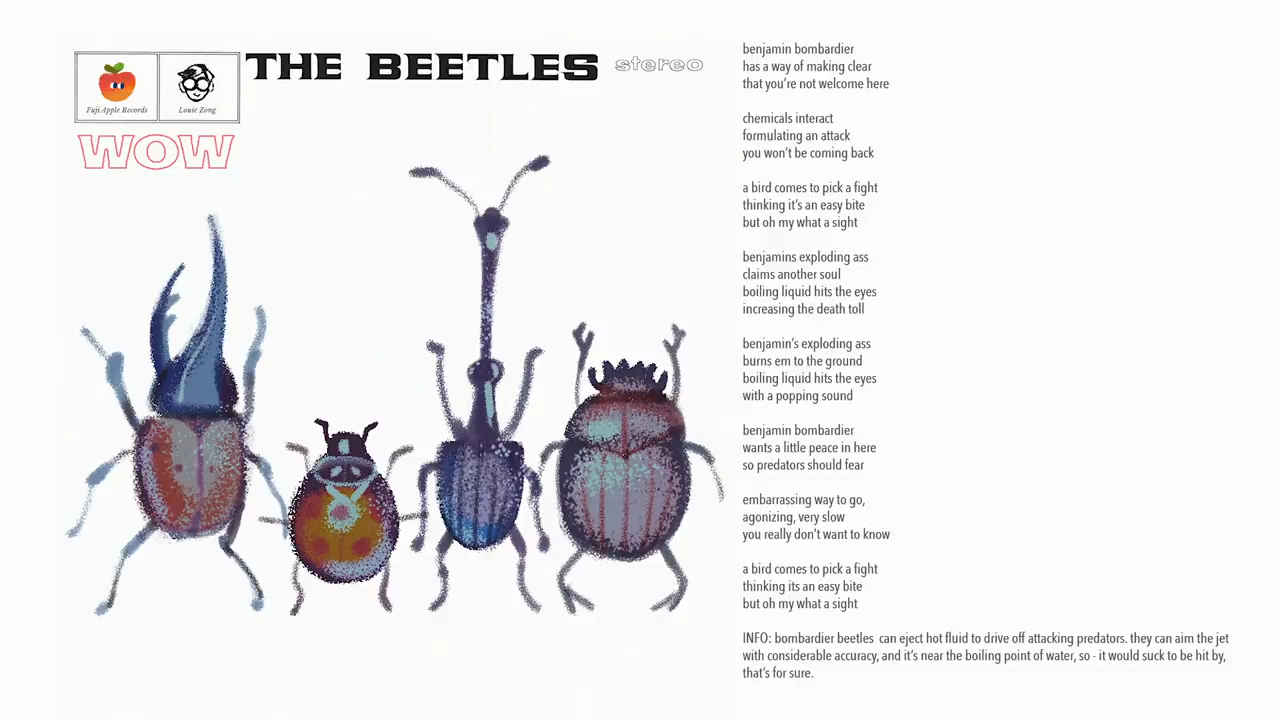 THE BEETLES
stereo
Fuji Apple Records
Louie Zong
WOW
benjamin bombardier
has a way of making clear
that you're not welcome here
chemicals interact
formulating an attack
you won't be coming back
a bird comes to pick a fight
thinking it's an easy bite
but oh my what a sight
benjamins exploding ass
claims another soul
boiling liquid hits the eyes
increasing the death toll
benjamin's exploding ass
burns em to the ground
boiling liquid hits the eyes
with a popping sound
benjamin bombardier
wants a little peace in here
so predators should fear
embarrassing way to go,
agonizing, very slow
you really don't want to know
a bird comes to pick a fight
thinking its an easy bite
but oh my what a sight
INFO: bombardier beetles  can eject hot fluid to drive off attacking predators. they can aim the jet
with considerable accuracy, and it's near the boiling point of water, so - it would suck to be hit by,
that's for sure.